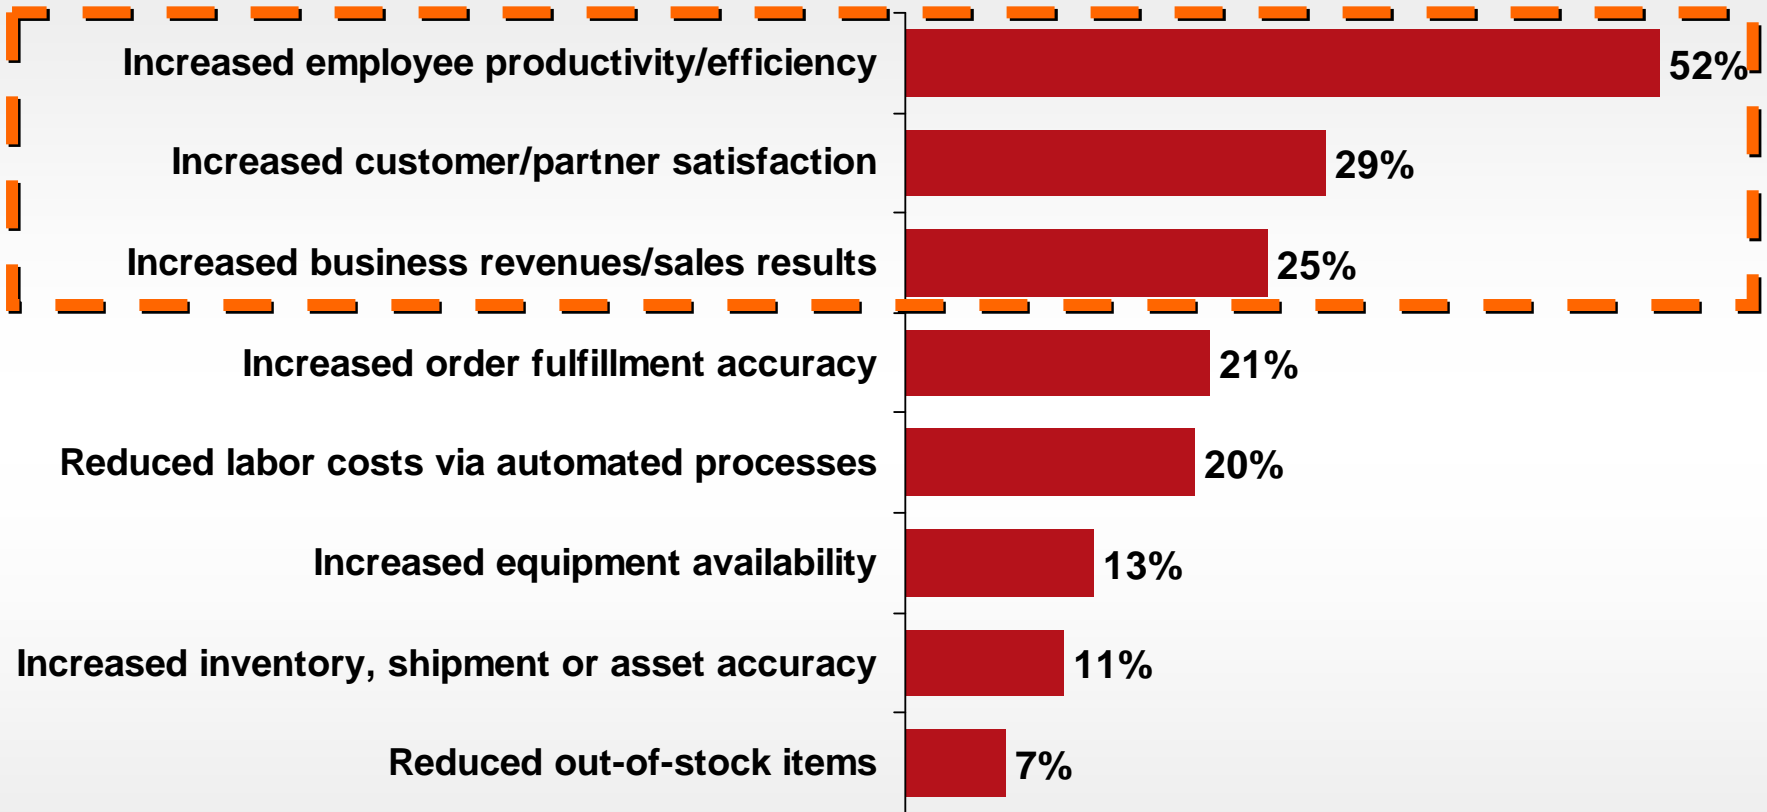 Increased employee productivity/efficiency 52%
Increased customer/partner satisfaction 29%
Increased business revenues/sales results 25%
Increased order fulfillment accuracy 21%
Reduced labor costs via automated processes 20%
Increased equipment availability 13%
Increased inventory, shipment or asset accuracy 11%
Reduced out-of-stock items 7%